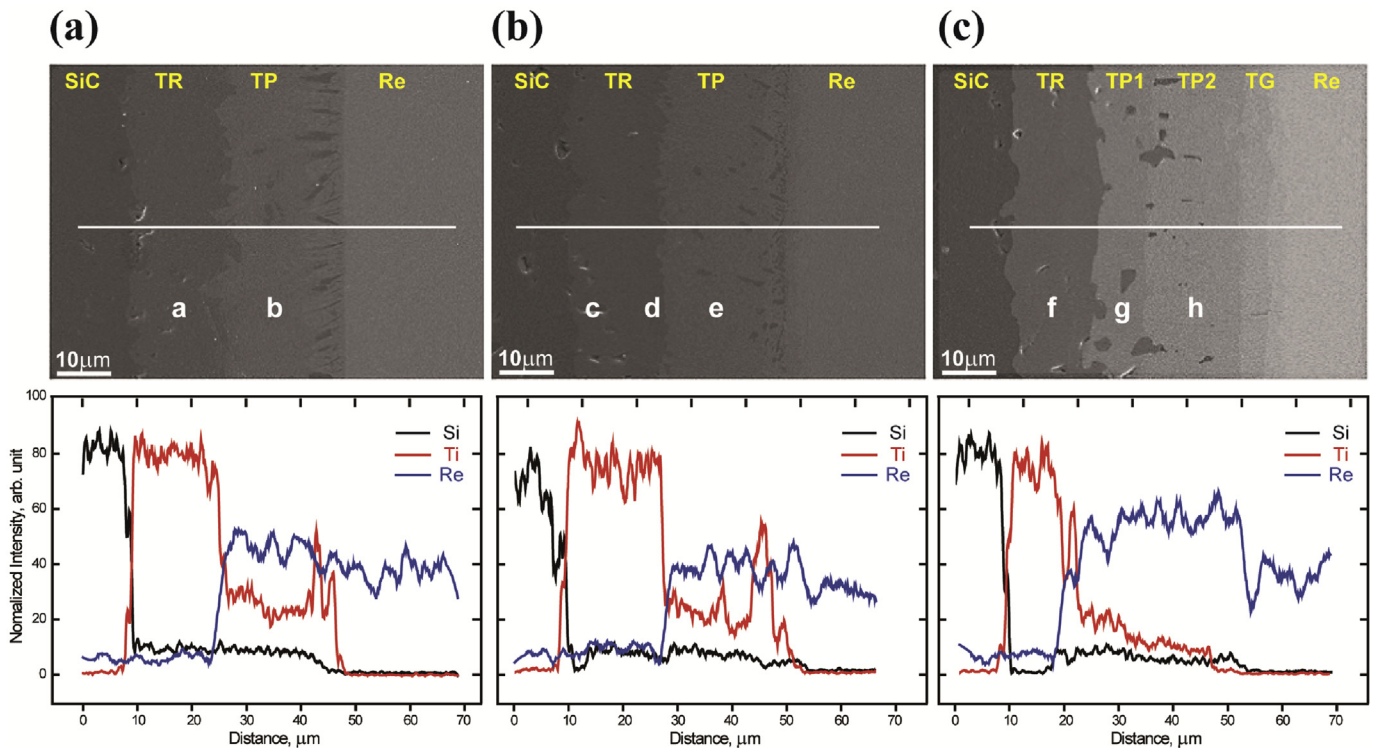 (a) (b) (c)
SiC TR TP Re SiC TR TP Re SiC TR TP1 TP2 TG Re
a b c d e f g h
10μm 10μm 10μm
100
80
60
40
20
0
Normalized Intensity, arb. unit
Si Si Si
Ti Ti Ti
Re Re Re
0 10 20 30 40 50 60 70 0 10 20 30 40 50 60 70 0 10 20 30 40 50 60 70
Distance, μm Distance, μm Distance, μm